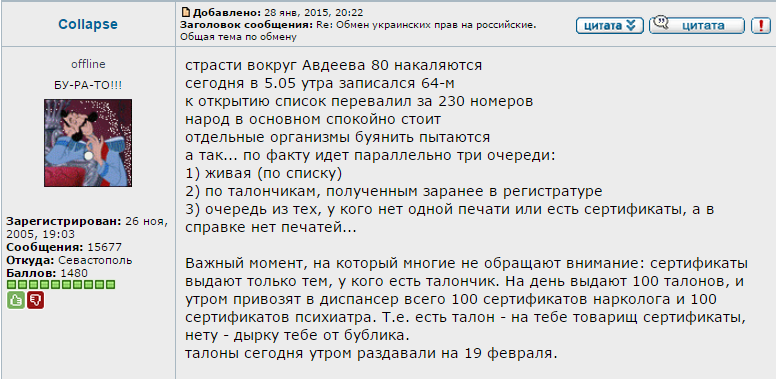 Collapse
Добавлено: 28 янв, 2015, 20:22
Заголовок сообщения: Re: Обмен украинских прав на российские.
Общая тема по обмену
цитата
цитата
!
offline
БУ-РА-ТО!!!
Зарегистрирован: 26 ноя,
2005, 19:03
Сообщения: 15677
Откуда: Севастополь
Баллов: 1480
страсти вокруг Авдеева 80 накаляются
сегодня в 5.05 утра записался 64-м
к открытию список перевалил за 230 номеров
народ в основном спокойно стоит
отдельные организмы буянить пытаются
а так... по факту идет параллельно три очереди:
1) живая (по списку)
2) по талончикам, полученным заранее в регистратуре
3) очередь из тех, у кого нет одной печати или есть сертификаты, а в
справке нет печатей...
Важный момент, на который многие не обращают внимание: сертификаты
выдают только тем, у кого есть талончик. На день выдают 100 талонов, и
утром привозят в диспансер всего 100 сертификатов нарколога и 100
сертификатов психиатра. Т.е. есть талон - на тебе товарищ сертификаты,
нету - дырку тебе от бублика.
талоны сегодня утром раздавали на 19 февраля.